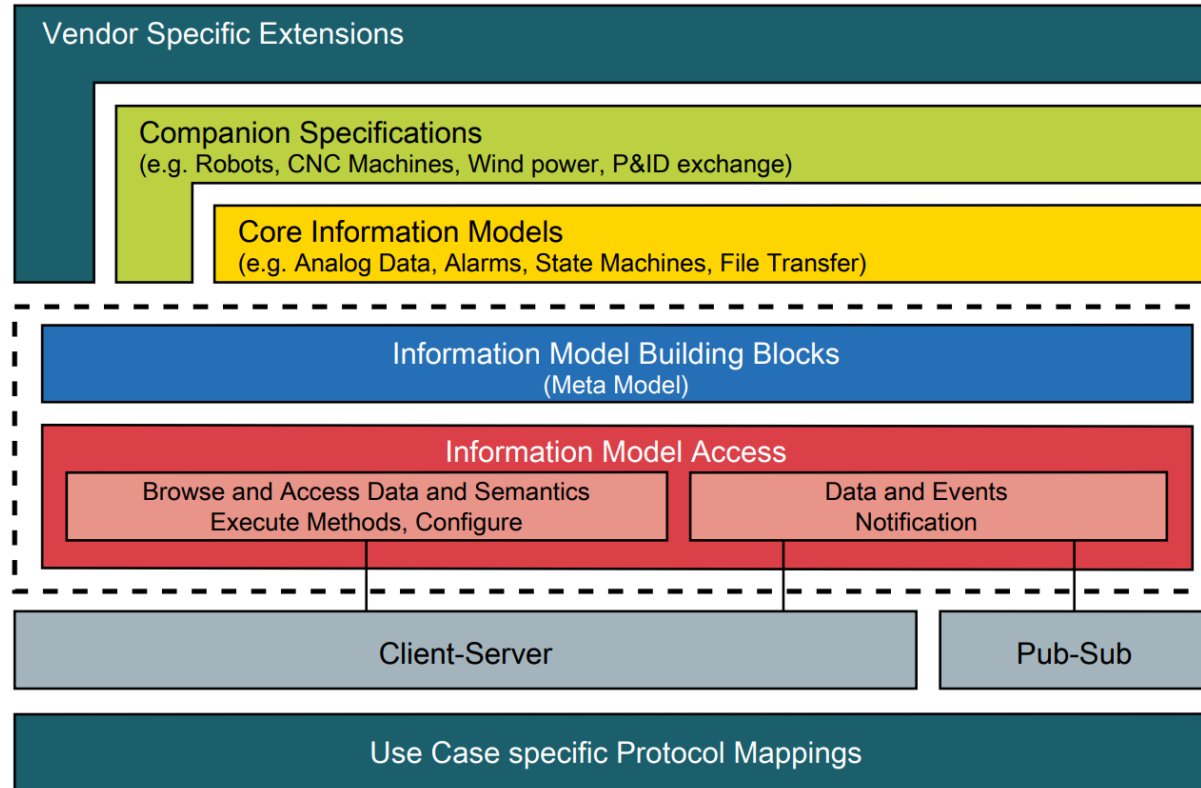 Vendor Specific Extensions
Companion Specifications
(e.g. Robots, CNC Machines, Wind power, P&ID exchange)
Core Information Models
(e.g. Analog Data, Alarms, State Machines, File Transfer)
Information Model Building Blocks
(Meta Model)
Information Model Access
Browse and Access Data and Semantics
Execute Methods, Configure
Data and Events
Notification
Client-Server
Pub-Sub
Use Case specific Protocol Mappings